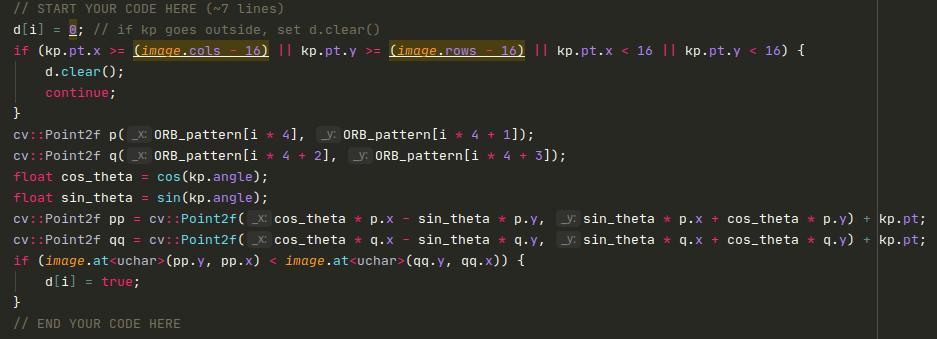 // START YOUR CODE HERE (~7 lines)
d[i] = 0; // if kp goes outside, set d.clear()
if (kp.pt.x >= (image.cols - 16) || kp.pt.y >= (image.rows - 16) || kp.pt.x < 16 || kp.pt.y < 16) {
    d.clear();
    continue;
}
cv::Point2f p( _x: ORB_pattern[i * 4], _y: ORB_pattern[i * 4 + 1]);
cv::Point2f q( _x: ORB_pattern[i * 4 + 2], _y: ORB_pattern[i * 4 + 3]);
float cos_theta = cos(kp.angle);
float sin_theta = sin(kp.angle);
cv::Point2f pp = cv::Point2f( _x: cos_theta * p.x - sin_theta * p.y, _y: sin_theta * p.x + cos_theta * p.y) + kp.pt;
cv::Point2f qq = cv::Point2f( _x: cos_theta * q.x - sin_theta * q.y, _y: sin_theta * q.x + cos_theta * q.y) + kp.pt;
if (image.at<uchar>(pp.y, pp.x) < image.at<uchar>(qq.y, qq.x)) {
    d[i] = true;
}
// END YOUR CODE HERE